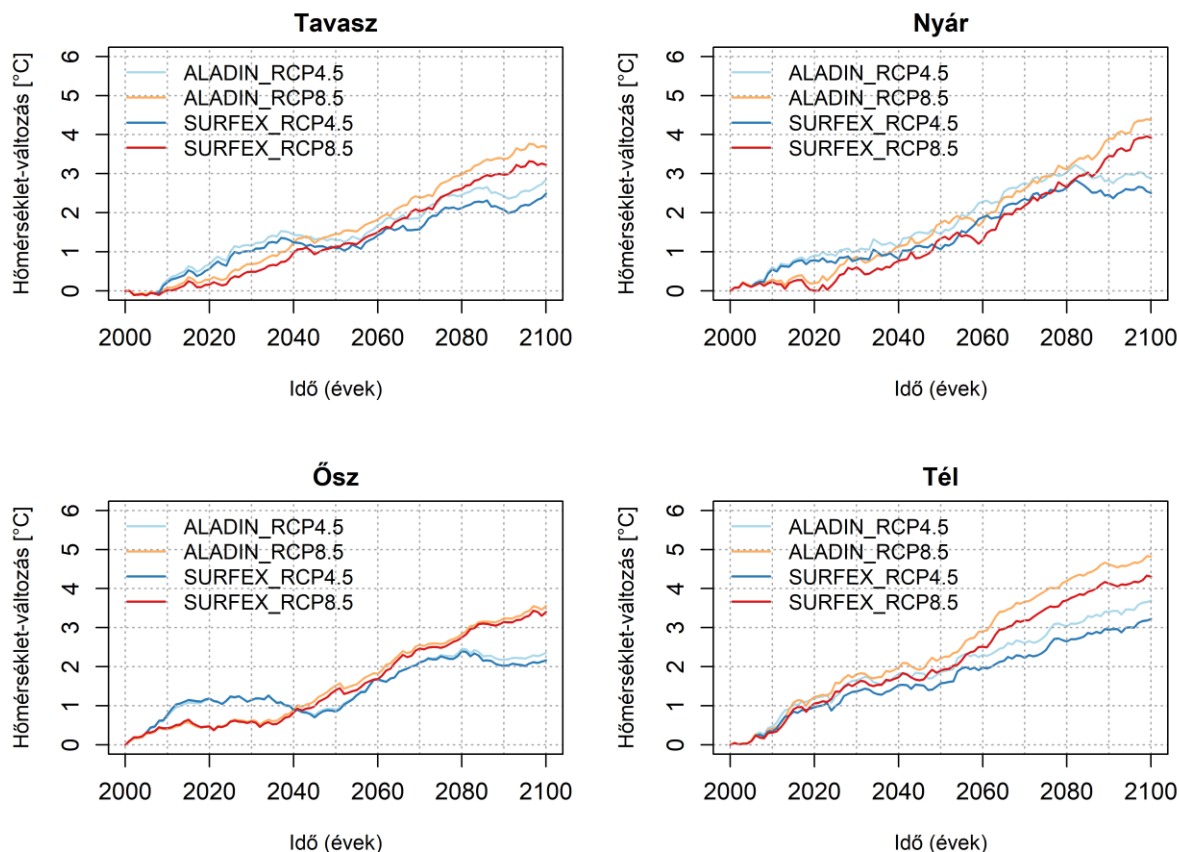 Tavasz
Hőmérséklet-változás [°C]
6
5
4
3
2
1
0
ALADIN_RCP4.5
ALADIN_RCP8.5
SURFEX_RCP4.5
SURFEX_RCP8.5
2000 2020 2040 2060 2080 2100
Idő (évek)
Nyár
Hőmérséklet-változás [°C]
6
5
4
3
2
1
0
ALADIN_RCP4.5
ALADIN_RCP8.5
SURFEX_RCP4.5
SURFEX_RCP8.5
2000 2020 2040 2060 2080 2100
Idő (évek)
Ősz
Hőmérséklet-változás [°C]
6
5
4
3
2
1
0
ALADIN_RCP4.5
ALADIN_RCP8.5
SURFEX_RCP4.5
SURFEX_RCP8.5
2000 2020 2040 2060 2080 2100
Idő (évek)
Tél
Hőmérséklet-változás [°C]
6
5
4
3
2
1
0
ALADIN_RCP4.5
ALADIN_RCP8.5
SURFEX_RCP4.5
SURFEX_RCP8.5
2000 2020 2040 2060 2080 2100
Idő (évek)